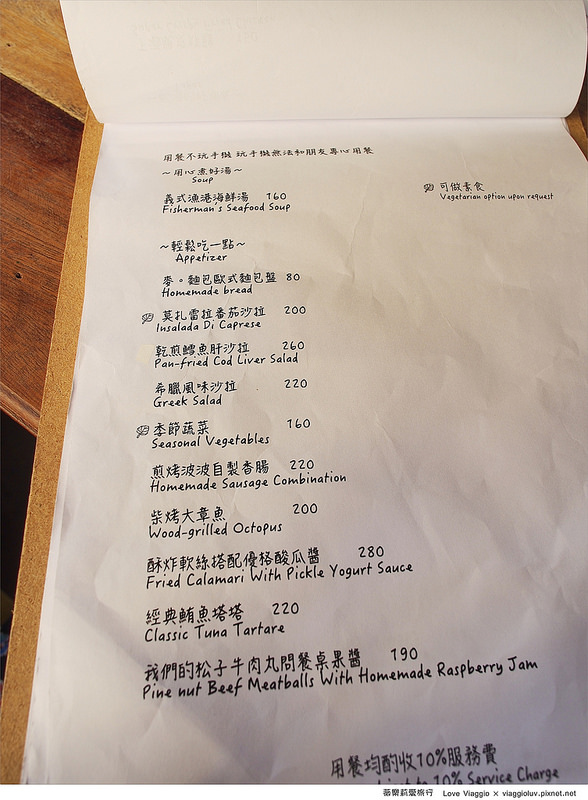 用餐不玩手機 玩手機無法和朋友專心用餐
～用心煮好湯～
Soup
可做素食
Vegetarian option upon request
義式漁港海鮮湯 160
Fisherman's Seafood Soup
～輕鬆吃一點～
Appetizer
麥。麵包歐式麵包盤 80
Homemade bread
莫扎雷拉番茄沙拉 200
Insalada Di Caprese
乾煎鱈魚肝沙拉 260
Pan-fried Cod Liver Salad
希臘風味沙拉 220
Greek Salad
季節蔬菜 160
Seasonal Vegetables
煎烤波波自製香腸 220
Homemade Sausage Combination
柴烤大章魚 200
Wood-grilled Octopus
酥炸軟絲搭配優格酸瓜醬 280
Fried Calamari With Pickle Yogurt Sauce
經典鮪魚塔塔 220
Classic Tuna Tartare
我們的松子牛肉丸問餐桌果醬 190
Pine nut Beef Meatballs With Homemade Raspberry Jam
用餐均酌收10%服務費
to 10% Service Charge
蓓樂莉愛旅行 Love Viaggio × viaggioluv.pixnet.net